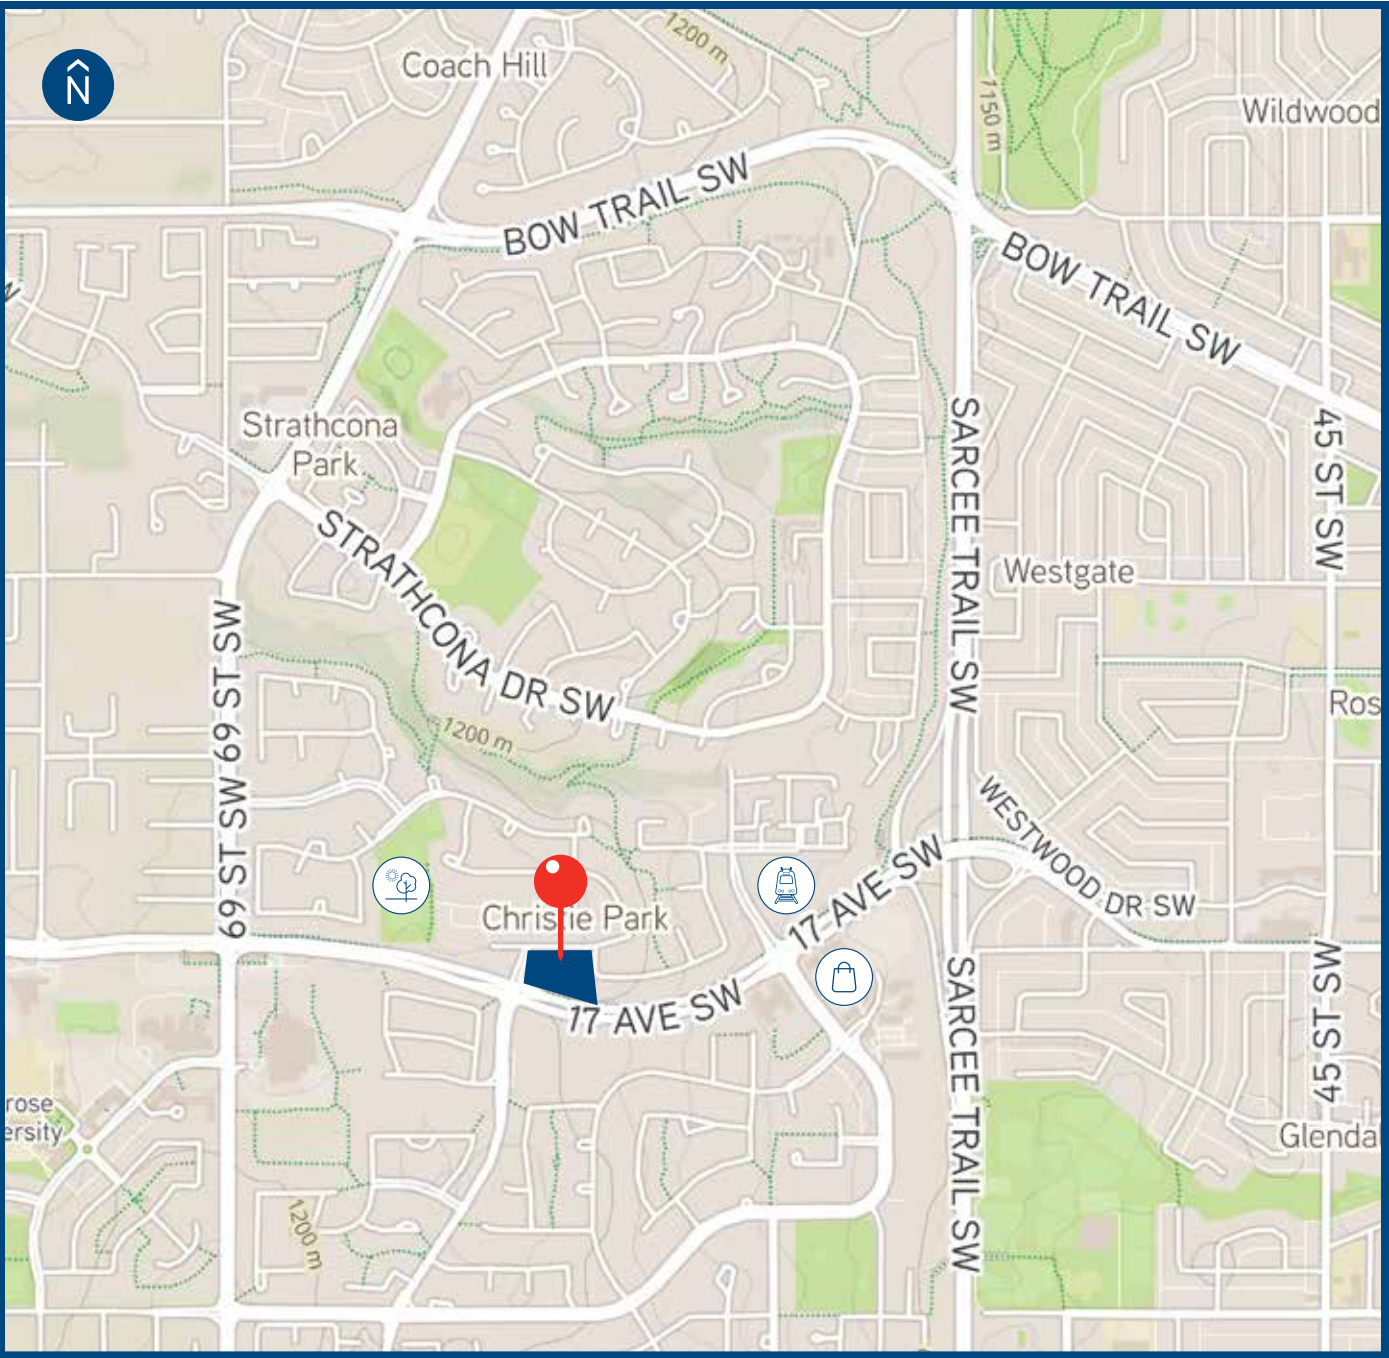 1200 m
Coach Hill
N
1150 m
Wildwood
BOW TRAIL SW
BOW TRAIL SW
W
Strathcona
Park
SARCEE TRAIL SW
45 ST SW
STRATHCONA DR SW
Westgate
69 ST SW 69 ST SW
Ros
1200 m
WESTWOOD DR SW
17 AVE SW
Christie Park
17 AVE SW
SARCEE TRAIL SW
45 ST SW
rose
ersity
Glenda
1200 m